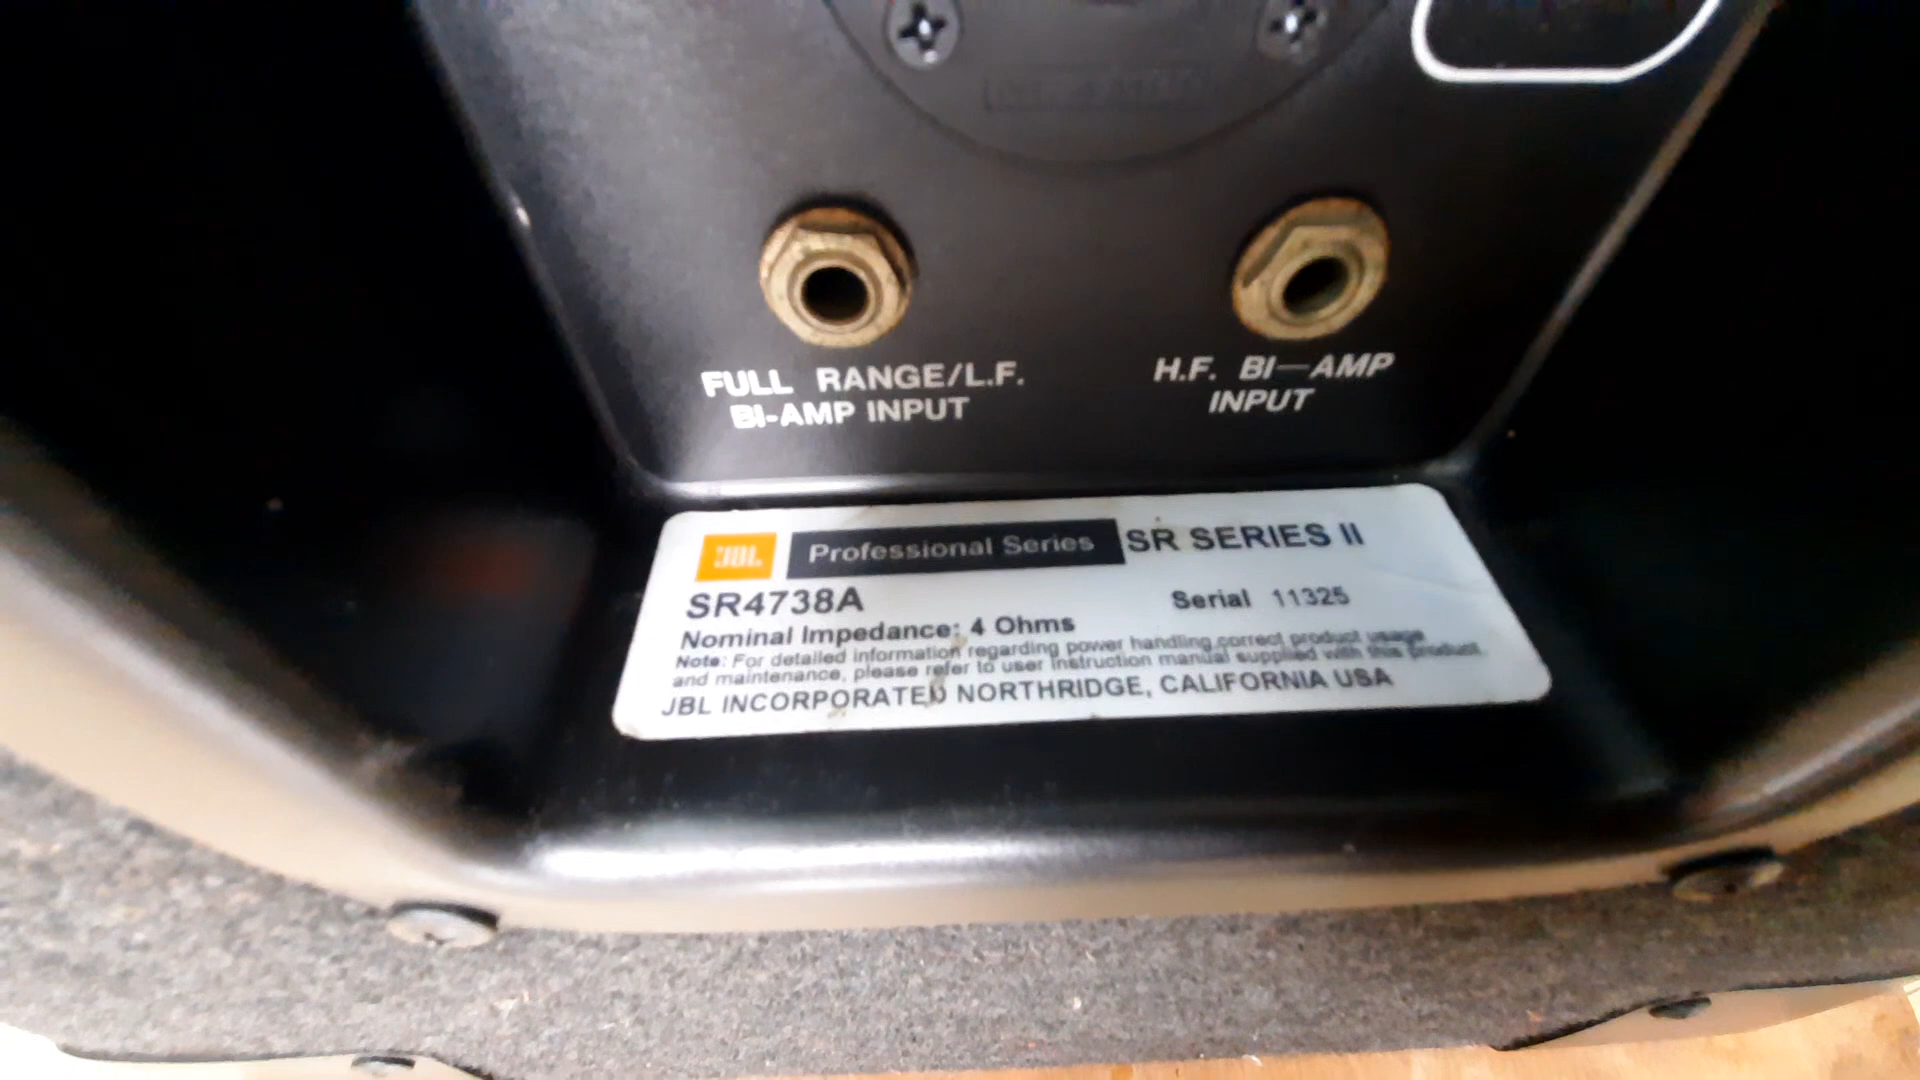 FULL RANGE/L.F.
BI-AMP INPUT
H.F. BI-AMP
INPUT
JBL Professional Series SR SERIES II
SR4738A
Serial 11325
Nominal Impedance: 4 Ohms
Note: For detailed information regarding power handling,correct product usage
and maintenance, please refer to user instruction manual supplied with this product.
JBL INCORPORATED NORTHRIDGE, CALIFORNIA USA